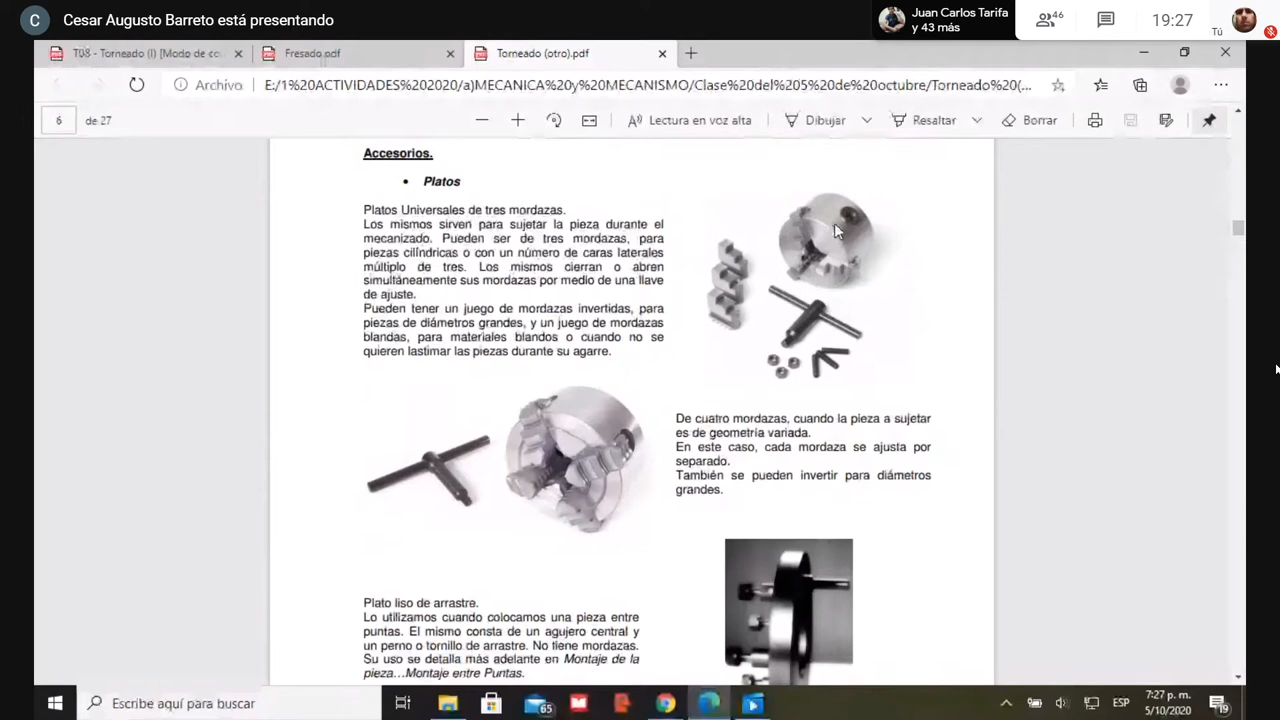 C Cesar Augusto Barreto está presentando
Juan Carlos Tarifa
y 43 más
46
19:27
Tú
T08 - Torneado (I) [Modo de co
Fresado.pdf
Torneado (otro).pdf
Archivo
E:/1%20ACTIVIDADES%202020/a)MECANICA%20y%20MECANISMO/Clase%20del%205%20de%20octubre/Torneado%20(...
6 de 27
Lectura en voz alta
Dibujar
Resaltar
Borrar
Accesorios.
• Platos
Platos Universales de tres mordazas.
Los mismos sirven para sujetar la pieza durante el
mecanizado. Pueden ser de tres mordazas, para
piezas cilíndricas o con un número de caras laterales
múltiplo de tres. Los mismos cierran o abren
simultáneamente sus mordazas por medio de una llave
de ajuste.
Pueden tener un juego de mordazas invertidas, para
piezas de diámetros grandes, y un juego de mordazas
blandas, para materiales blandos o cuando no se
quieren lastimar las piezas durante su agarre.
De cuatro mordazas, cuando la pieza a sujetar
es de geometría variada.
En este caso, cada mordaza se ajusta por
separado.
También se pueden invertir para diámetros
grandes.
Plato liso de arrastre.
Lo utilizamos cuando colocamos una pieza entre
puntas. El mismo consta de un agujero central y
un perno o tornillo de arrastre. No tiene mordazas.
Su uso se detalla más adelante en Montaje de la
pieza…Montaje entre Puntas.
Escribe aquí para buscar
65
ESP
7:27 p. m.
5/10/2020
19